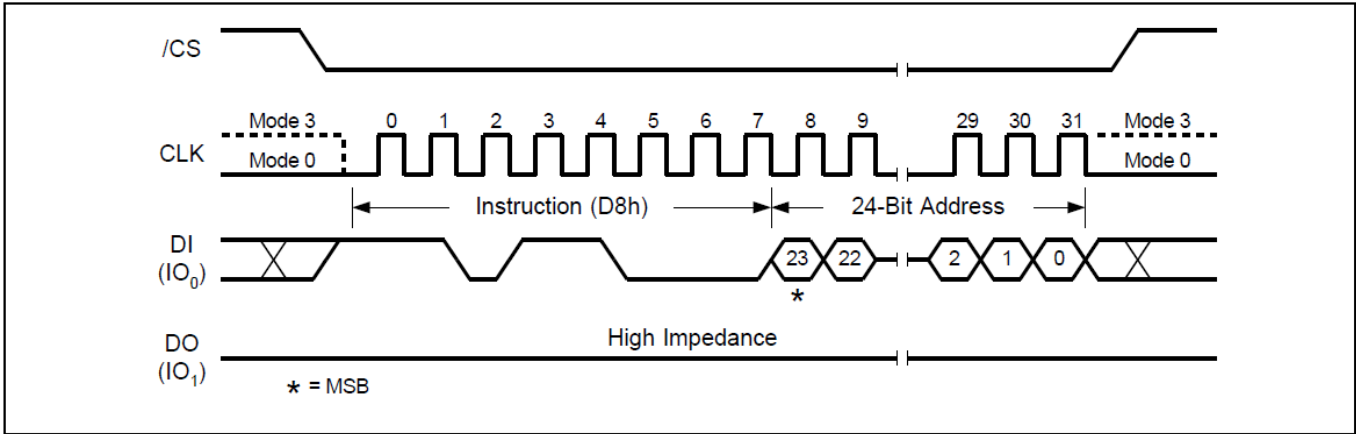 /CS
Mode 3 0 1 2 3 4 5 6 7 8 9 29 30 31 Mode 3
CLK
Mode 0 Mode 0
Instruction (D8h) 24-Bit Address
DI
(IO₀)
23 22 2 1 0
*
High Impedance
DO
(IO₁)
* = MSB